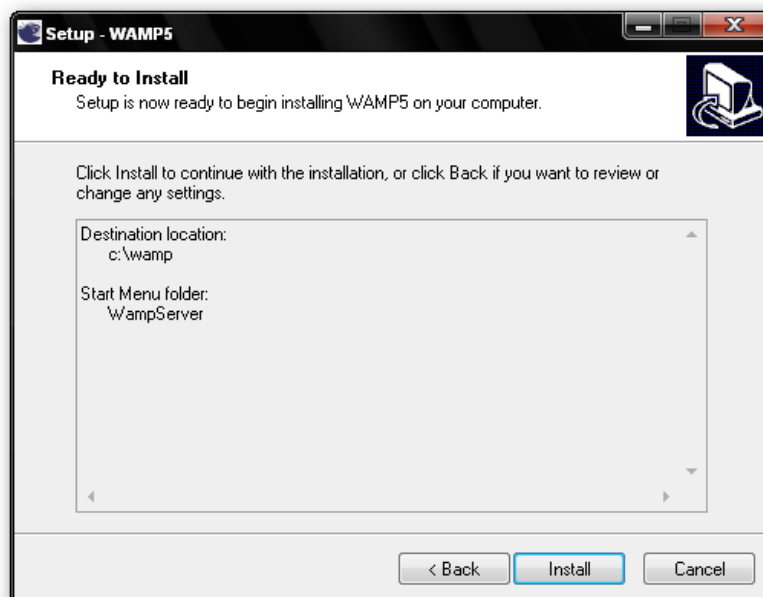 Setup - WAMP5
Ready to Install
Setup is now ready to begin installing WAMP5 on your computer.
Click Install to continue with the installation, or click Back if you want to review or
change any settings.
Destination location:
c:\wamp
Start Menu folder:
WampServer
< Back
Install
Cancel